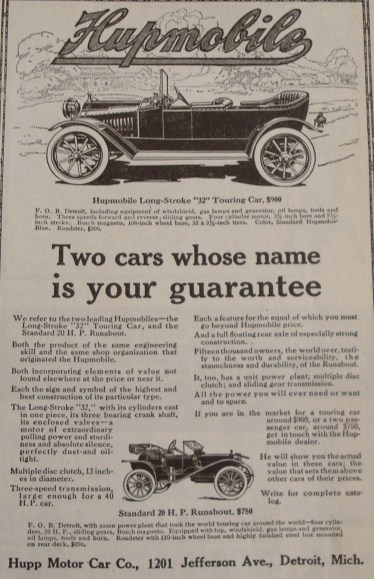 Hupmobile
Hupmobile Long-Stroke "32" Touring Car, $900
F. O. B. Detroit, including equipment of windshield, gas lamps and generator, oil lamps, tools and
horn. Three speeds forward and reverse, sliding gears. Four cylinder motor, bore and
inch stroke. Bosch magneto, 106-inch wheel base, tires. Color, Standard Hupmobile
Blue. Roadster, $900.
Two cars whose name
is your guarantee
We refer to the two leading Hupmobiles—the
Long-Stroke "32" Touring Car, and the
Standard 20 H. P. Runabout.
Both the product of the same engineering
skill and the same shop organization that
originated the Hupmobile.
Both incorporating elements of value not
found elsewhere at the price or near it.
Each the sign and symbol of the highest and
best construction of its particular type.
The Long-Stroke "32," with its cylinders cast
in one piece, its three bearing crank shaft,
its enclosed valves—a
motor of extraordinary
pulling power and sturdi-
ness and absolute silence,
perfectly dust-and oil-
tight.
Multiple disc clutch, 13 inch-
es in diameter.
Three-speed transmission,
large enough for a 40
H. P. car.
Each a feature for the equal of which you must
go beyond Hupmobile price.
And a full floating rear axle of especially strong
construction.
Fifteen thousand owners, the world over, testi-
fy to the worth and serviceability, the
staunchness and durability, of the Runabout.
It, too, has a unit power plant; multiple disc
clutch; and sliding gear transmission.
All the power you will ever need or want
and to spare.
If you are in the market for a touring car
around $900, or a two pas-
senger car, around $750,
get in touch with the Hup-
mobile dealer.
He will show you the actual
value in these cars; the
value that sets them above
other cars of their prices.
Write for complete cata-
log.
Standard 20 H. P. Runabout, $750
F. O. B. Detroit, with same power plant that took the world touring car around the world—four cylin-
ders, 20 H. P., sliding gears, Bosch magneto. Equipped with top, windshield, gas lamps and generator,
oil lamps, tools and horn. Roadster with 110-inch wheel base and highly finished steel box mounted
on rear deck, $850.
Hupp Motor Car Co., 1201 Jefferson Ave., Detroit, Mich.